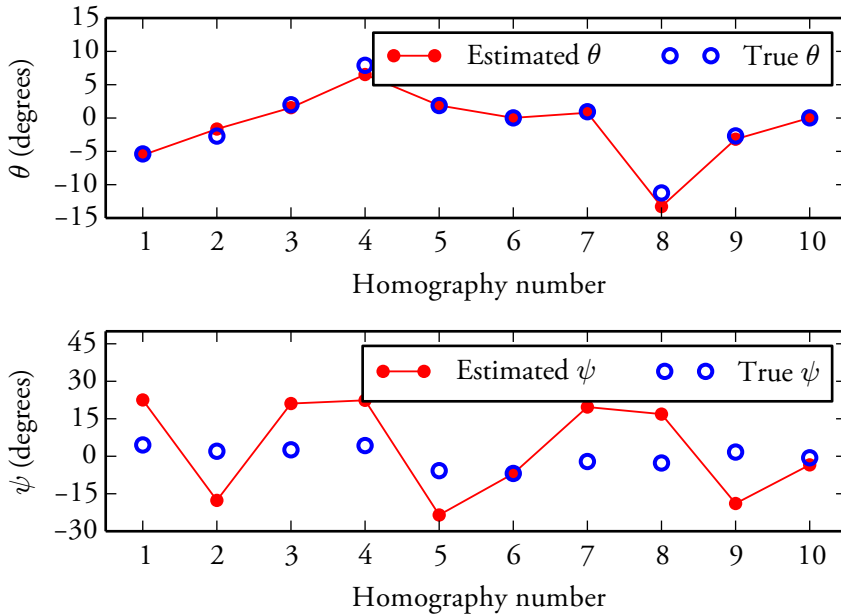 15
10
5
0
−5
−10
−15
θ (degrees)
Estimated θ True θ
1 2 3 4 5 6 7 8 9 10
Homography number
45
30
15
0
−15
−30
ψ (degrees)
Estimated ψ True ψ
1 2 3 4 5 6 7 8 9 10
Homography number